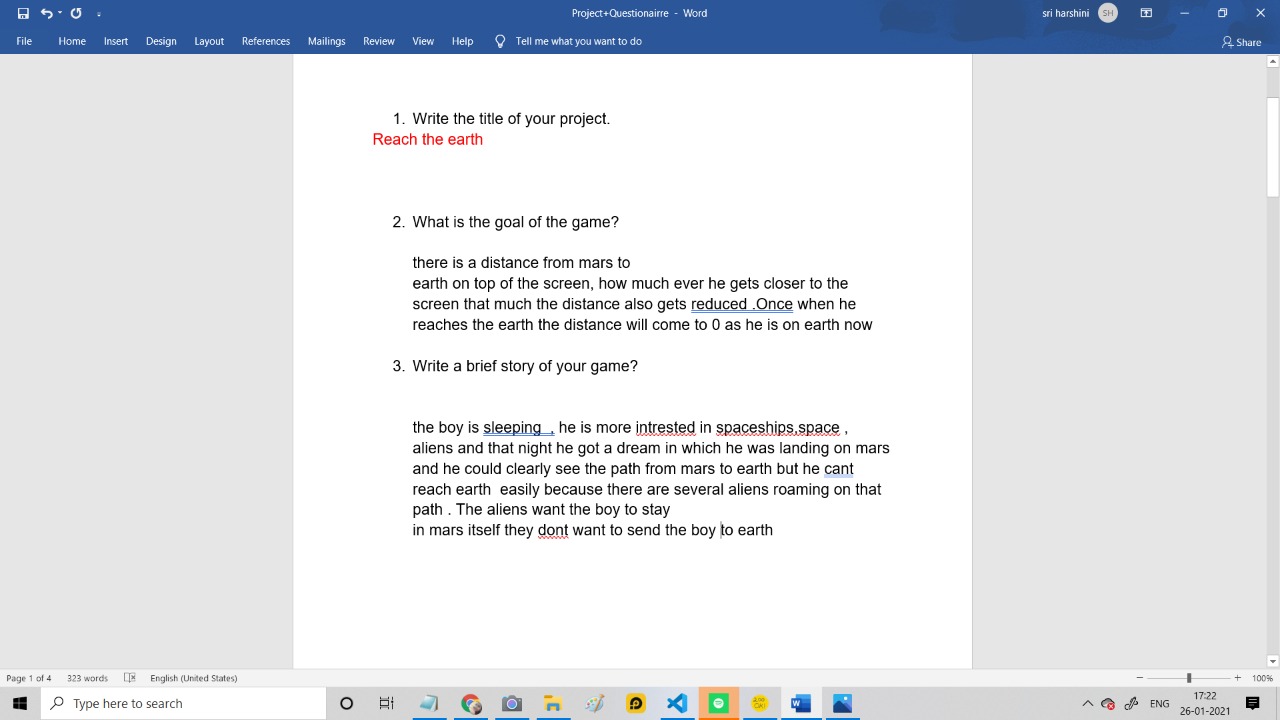 Project+Questionairre - Word
sri harshini
SH
File Home Insert Design Layout References Mailings Review View Help Tell me what you want to do
Share
1. Write the title of your project.
Reach the earth
2. What is the goal of the game?
there is a distance from mars to
earth on top of the screen, how much ever he gets closer to the
screen that much the distance also gets reduced .Once when he
reaches the earth the distance will come to 0 as he is on earth now
3. Write a brief story of your game?
the boy is sleeping , he is more intrested in spaceships,space ,
aliens and that night he got a dream in which he was landing on mars
and he could clearly see the path from mars to earth but he cant
reach earth easily because there are several aliens roaming on that
path . The aliens want the boy to stay
in mars itself they dont want to send the boy to earth
Page 1 of 4 323 words English (United States)
100%
Type here to search
ENG
17:22
26-01-2021